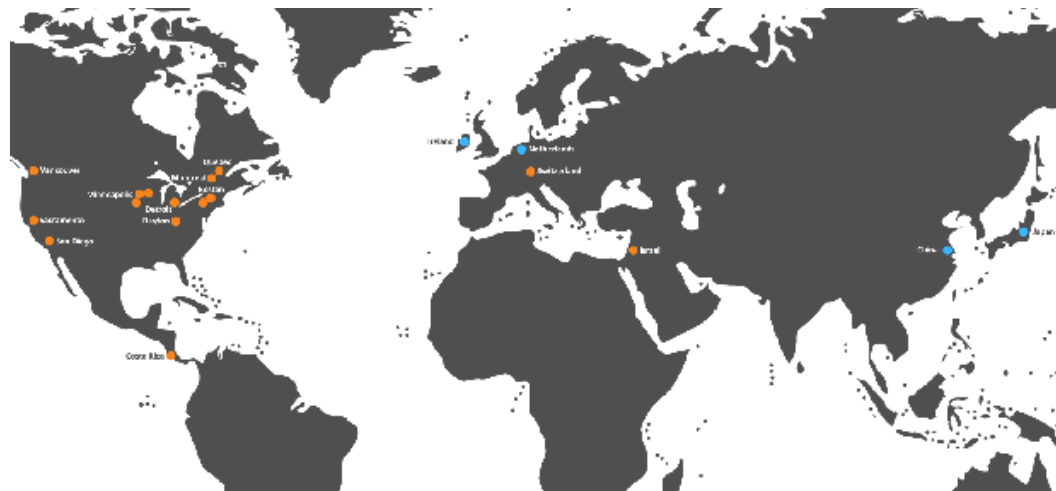 Ireland
Netherlands
Switzerland
Vancouver
Quebec
Montreal
Boston
Minneapolis
Detroit
Dayton
Sacramento
San Diego
Israel
China
Japan
Costa Rica